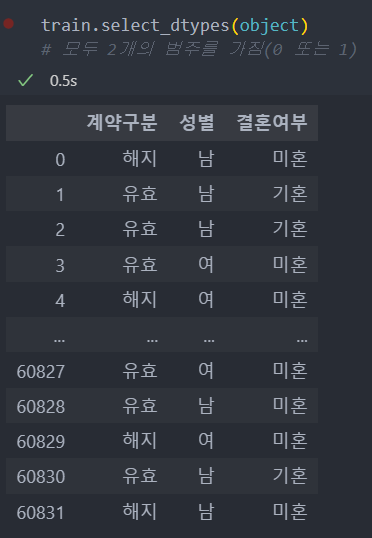 train.select_dtypes(object)
# 모두 2개의 범주를 가짐(0 또는 1)
0.5s
계약구분 성별 결혼여부
0 해지 남 미혼
1 유효 남 기혼
2 유효 남 기혼
3 유효 여 미혼
4 해지 여 미혼
... ... ... ...
60827 유효 여 미혼
60828 유효 남 미혼
60829 해지 여 미혼
60830 유효 남 기혼
60831 해지 남 미혼